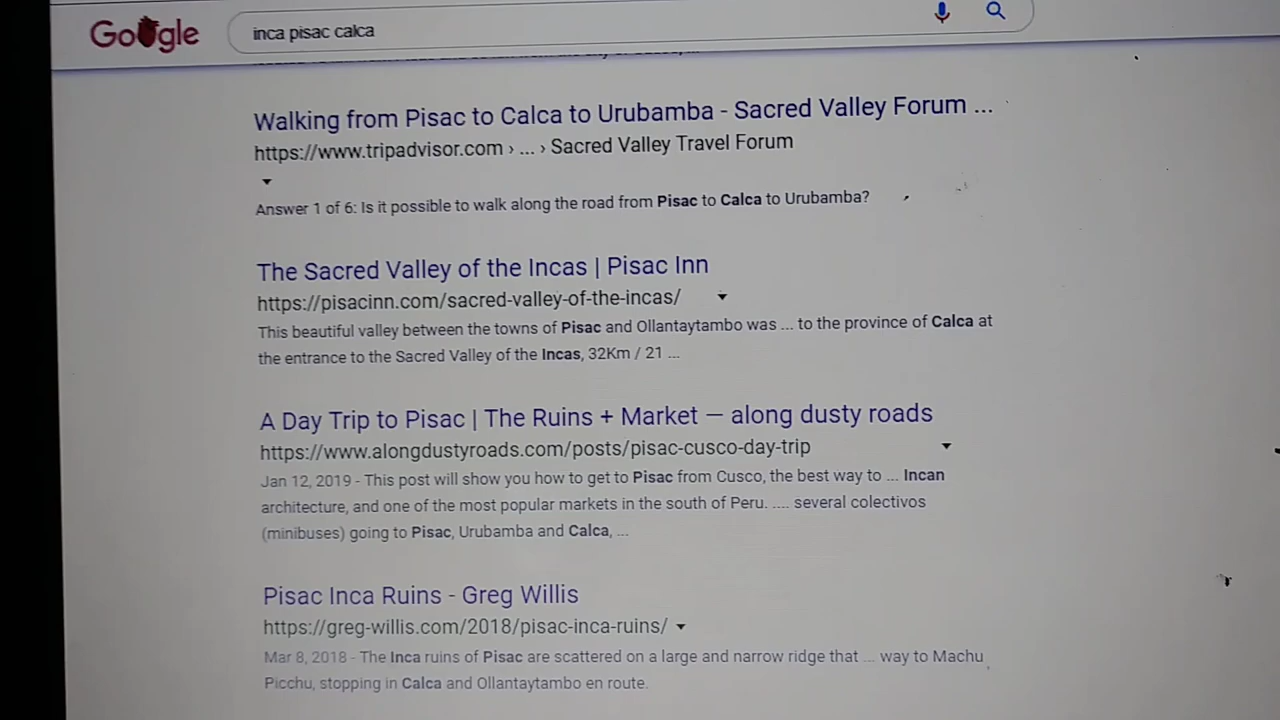 Google
inca pisac calca
Walking from Pisac to Calca to Urubamba - Sacred Valley Forum ...
https://www.tripadvisor.com › ... › Sacred Valley Travel Forum
Answer 1 of 6: Is it possible to walk along the road from Pisac to Calca to Urubamba?
The Sacred Valley of the Incas | Pisac Inn
https://pisacinn.com/sacred-valley-of-the-incas/
This beautiful valley between the towns of Pisac and Ollantaytambo was ... to the province of Calca at
the entrance to the Sacred Valley of the Incas, 32Km / 21 ...
A Day Trip to Pisac | The Ruins + Market — along dusty roads
https://www.alongdustyroads.com/posts/pisac-cusco-day-trip
Jan 12, 2019 - This post will show you how to get to Pisac from Cusco, the best way to ... Incan
architecture, and one of the most popular markets in the south of Peru. .... several colectivos
(minibuses) going to Pisac, Urubamba and Calca, ...
Pisac Inca Ruins - Greg Willis
https://greg-willis.com/2018/pisac-inca-ruins/
Mar 8, 2018 - The Inca ruins of Pisac are scattered on a large and narrow ridge that ... way to Machu
Picchu, stopping in Calca and Ollantaytambo en route.